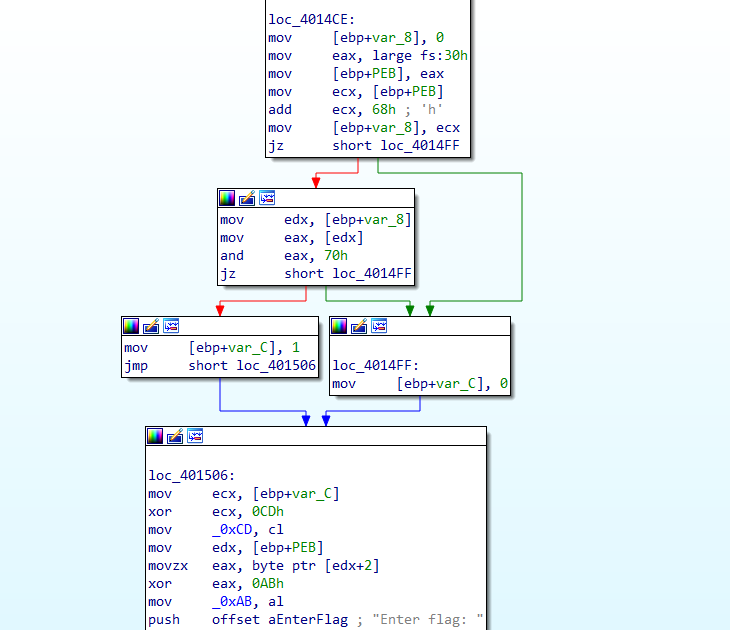 loc_4014CE:
mov [ebp+var_8], 0
mov eax, large fs:30h
mov [ebp+PEB], eax
mov ecx, [ebp+PEB]
add ecx, 68h ; 'h'
mov [ebp+var_8], ecx
jz short loc_4014FF
mov edx, [ebp+var_8]
mov eax, [edx]
and eax, 70h
jz short loc_4014FF
mov [ebp+var_C], 1
jmp short loc_401506
loc_4014FF:
mov [ebp+var_C], 0
loc_401506:
mov ecx, [ebp+var_C]
xor ecx, 0CDh
mov _0xCD, cl
mov edx, [ebp+PEB]
movzx eax, byte ptr [edx+2]
xor eax, 0ABh
mov _0xAB, al
push offset aEnterFlag ; "Enter flag: "